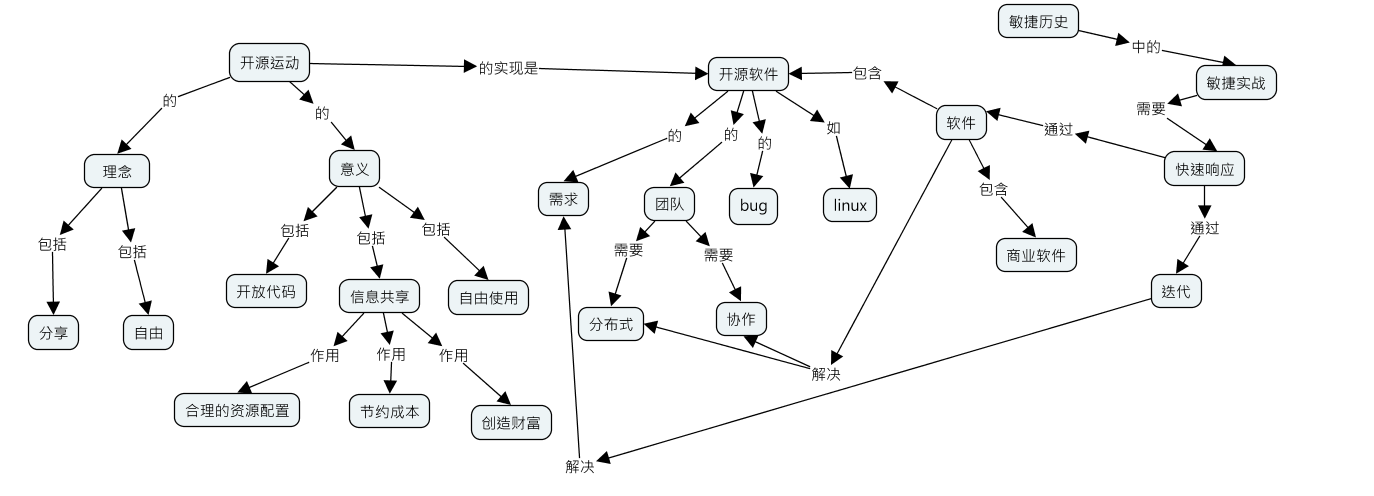 敏捷历史
中的
开源运动
的实现是
开源软件
包含
敏捷实战
的
的
需要
软件
通过
的
的
的
如
理念
意义
快速响应
包含
需求
团队
bug
linux
包括
包括
包括
包括
包括
需要
需要
商业软件
通过
开放代码
信息共享
自由使用
迭代
分享
自由
分布式
协作
作用
作用
作用
解决
合理的资源配置
节约成本
创造财富
解决